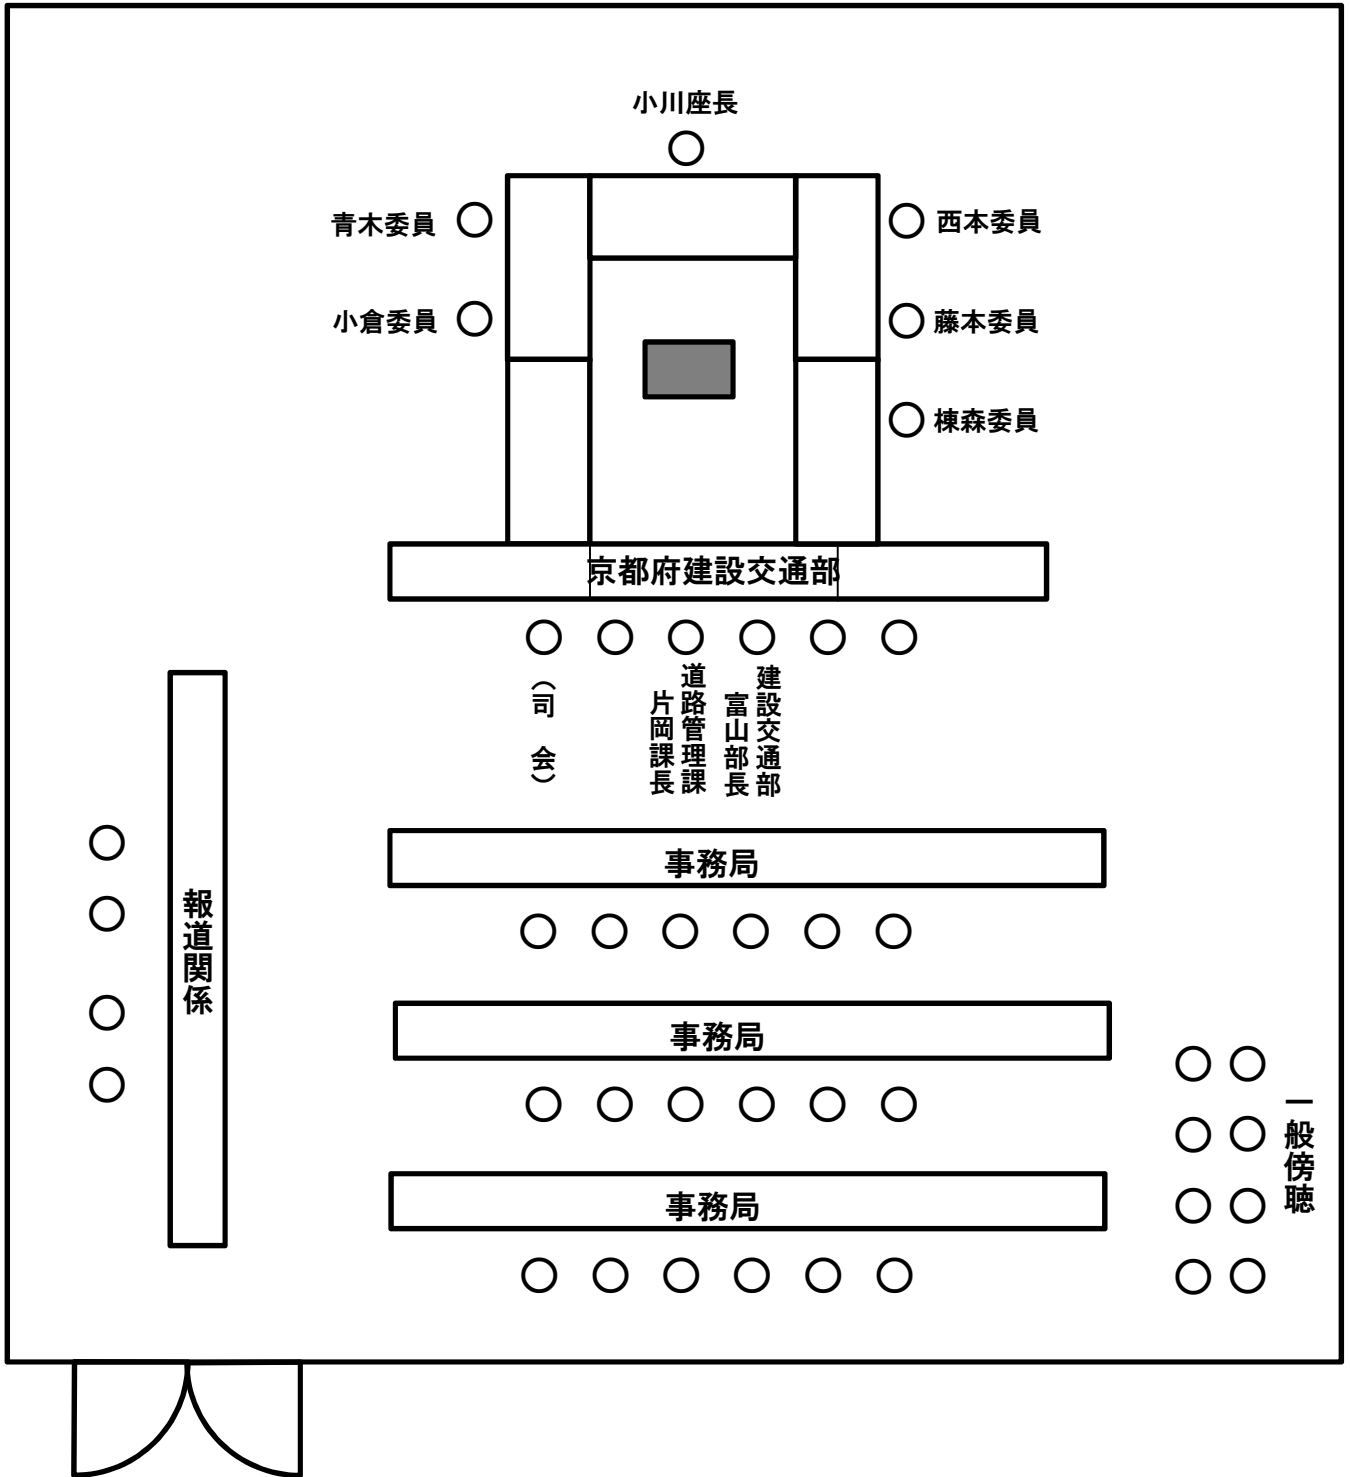 小川座長
青木委員
西本委員
小倉委員
藤本委員
棟森委員
京都府建設交通部
(司　会)
道路管理課
片岡課長
建設交通部
富山部長
報道関係
事務局
事務局
事務局
一般傍聴